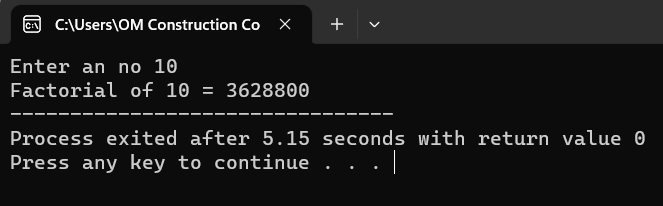 C:\Users\OM Construction Co
Enter an no 10
Factorial of 10 = 3628800
--------------------------------
Process exited after 5.15 seconds with return value 0
Press any key to continue . . .